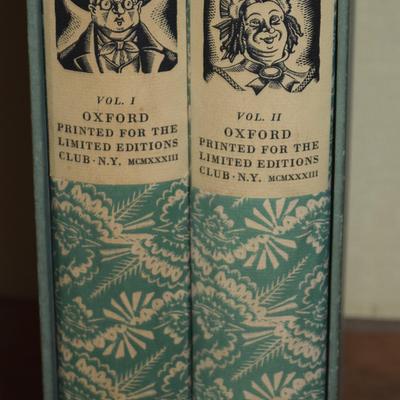 VOL. I
OXFORD
PRINTED FOR THE
LIMITED EDITIONS
CLUB · N.Y. MCMXXXIII
VOL. II
OXFORD
PRINTED FOR THE
LIMITED EDITIONS
CLUB · N.Y. MCMXXXIII